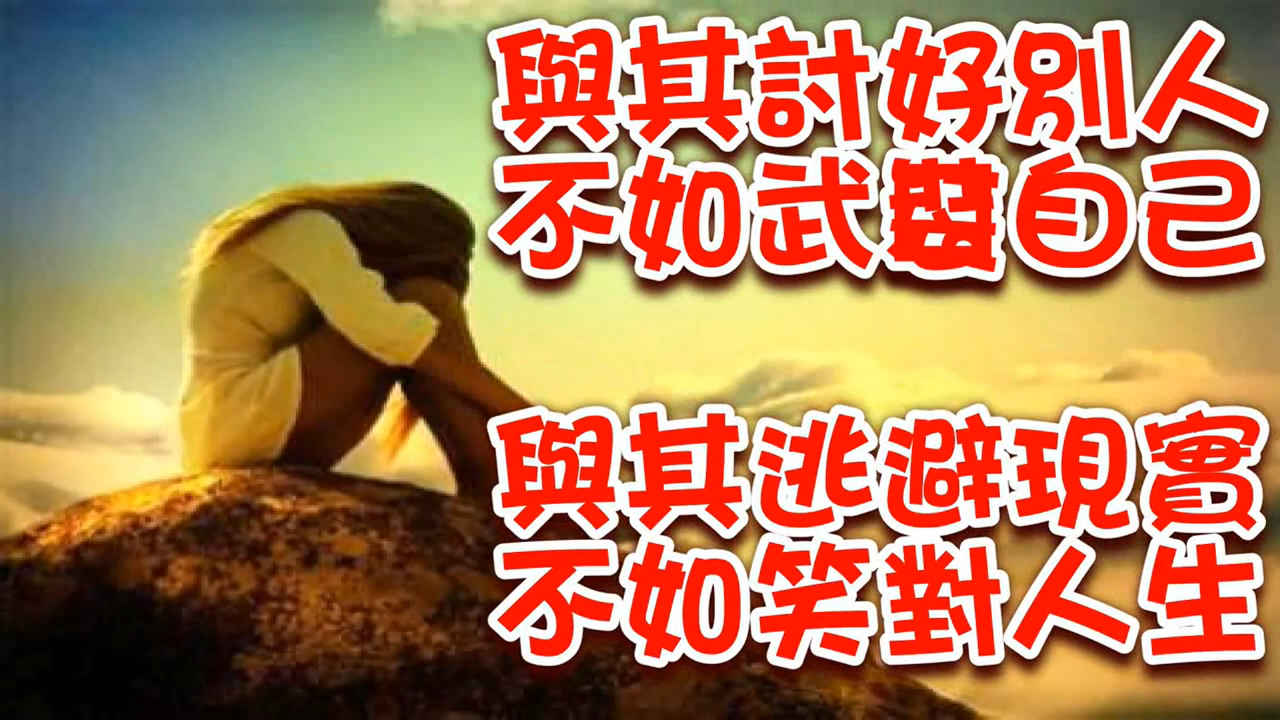 與其討好別人
不如武自己
與其逃避現實
不如笑對人生